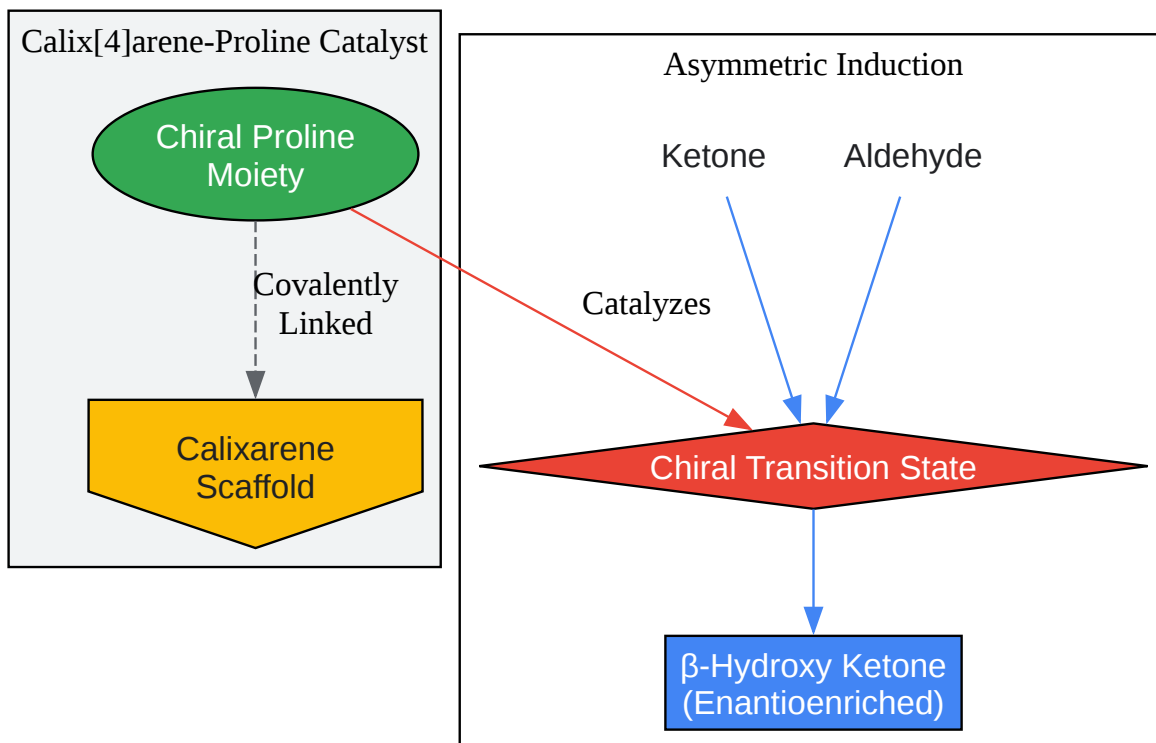 Calix[4]arene-Proline Catalyst
Chiral Proline
Moiety
Covalently
Linked
Calixarene
Scaffold
Asymmetric Induction
Ketone
Aldehyde
Catalyzes
Chiral Transition State
β-Hydroxy Ketone
(Enantioenriched)